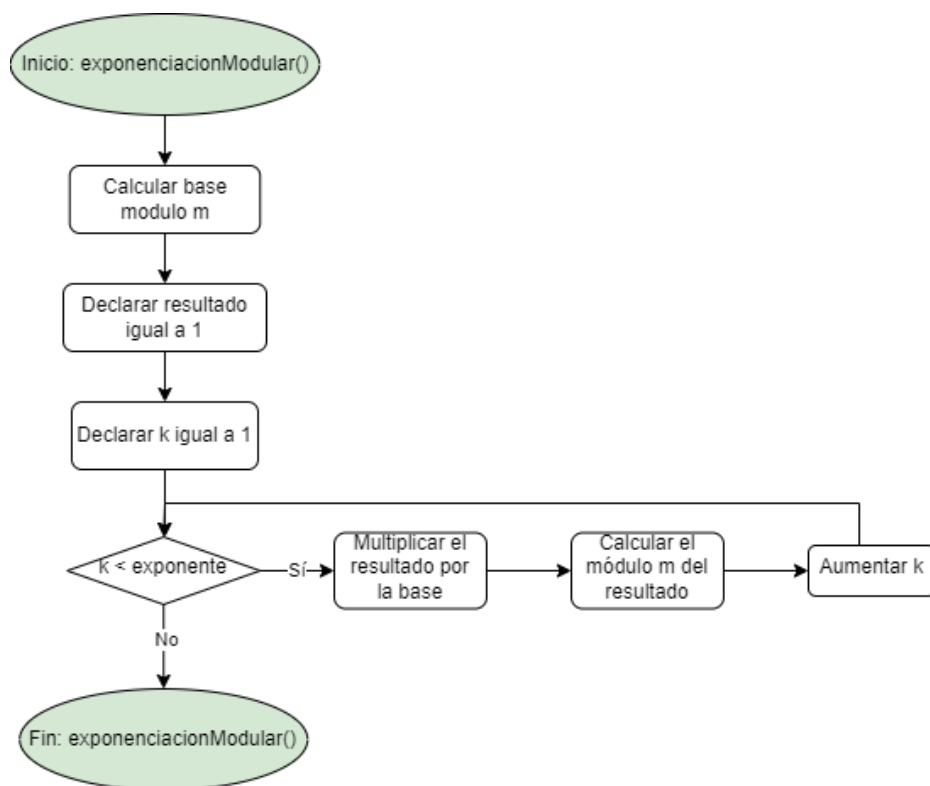 Inicio: exponenciacionModular()
Calcular base
modulo m
Declarar resultado
igual a 1
Declarar k igual a 1
k < exponente
Sí
Multiplicar el
resultado por
la base
Calcular el
módulo m del
resultado
Aumentar k
No
Fin: exponenciacionModular()